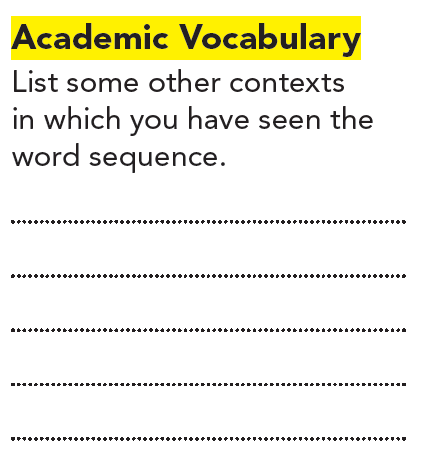 Academic Vocabulary
List some other contexts
in which you have seen the
word sequence.